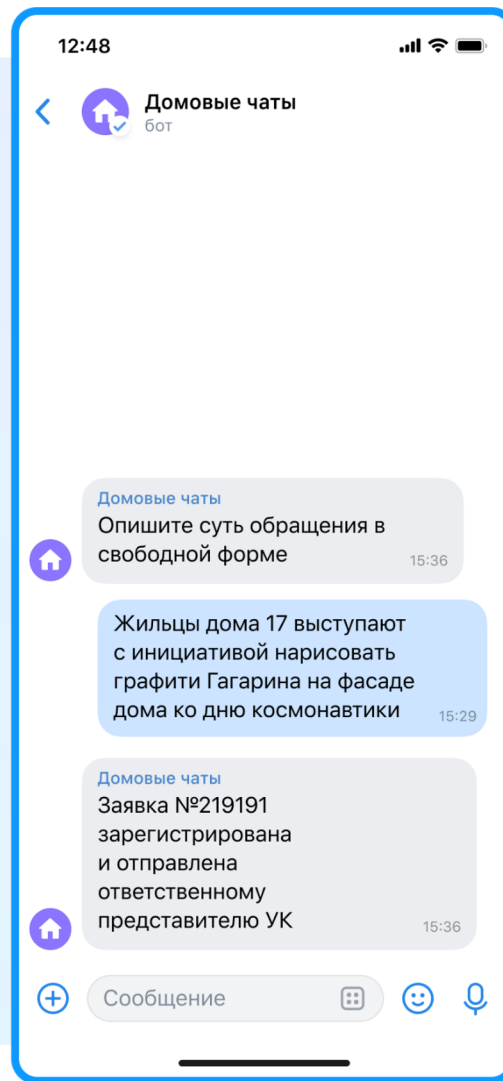 12:48
Домовые чаты
бот
Домовые чаты
Опишите суть обращения в
свободной форме
15:36
Жильцы дома 17 выступают
с инициативой нарисовать
графити Гагарина на фасаде
дома ко дню космонавтики
15:29
Домовые чаты
Заявка №219191
зарегистрирована
и отправлена
ответственному
представителю УК
15:36
Сообщение